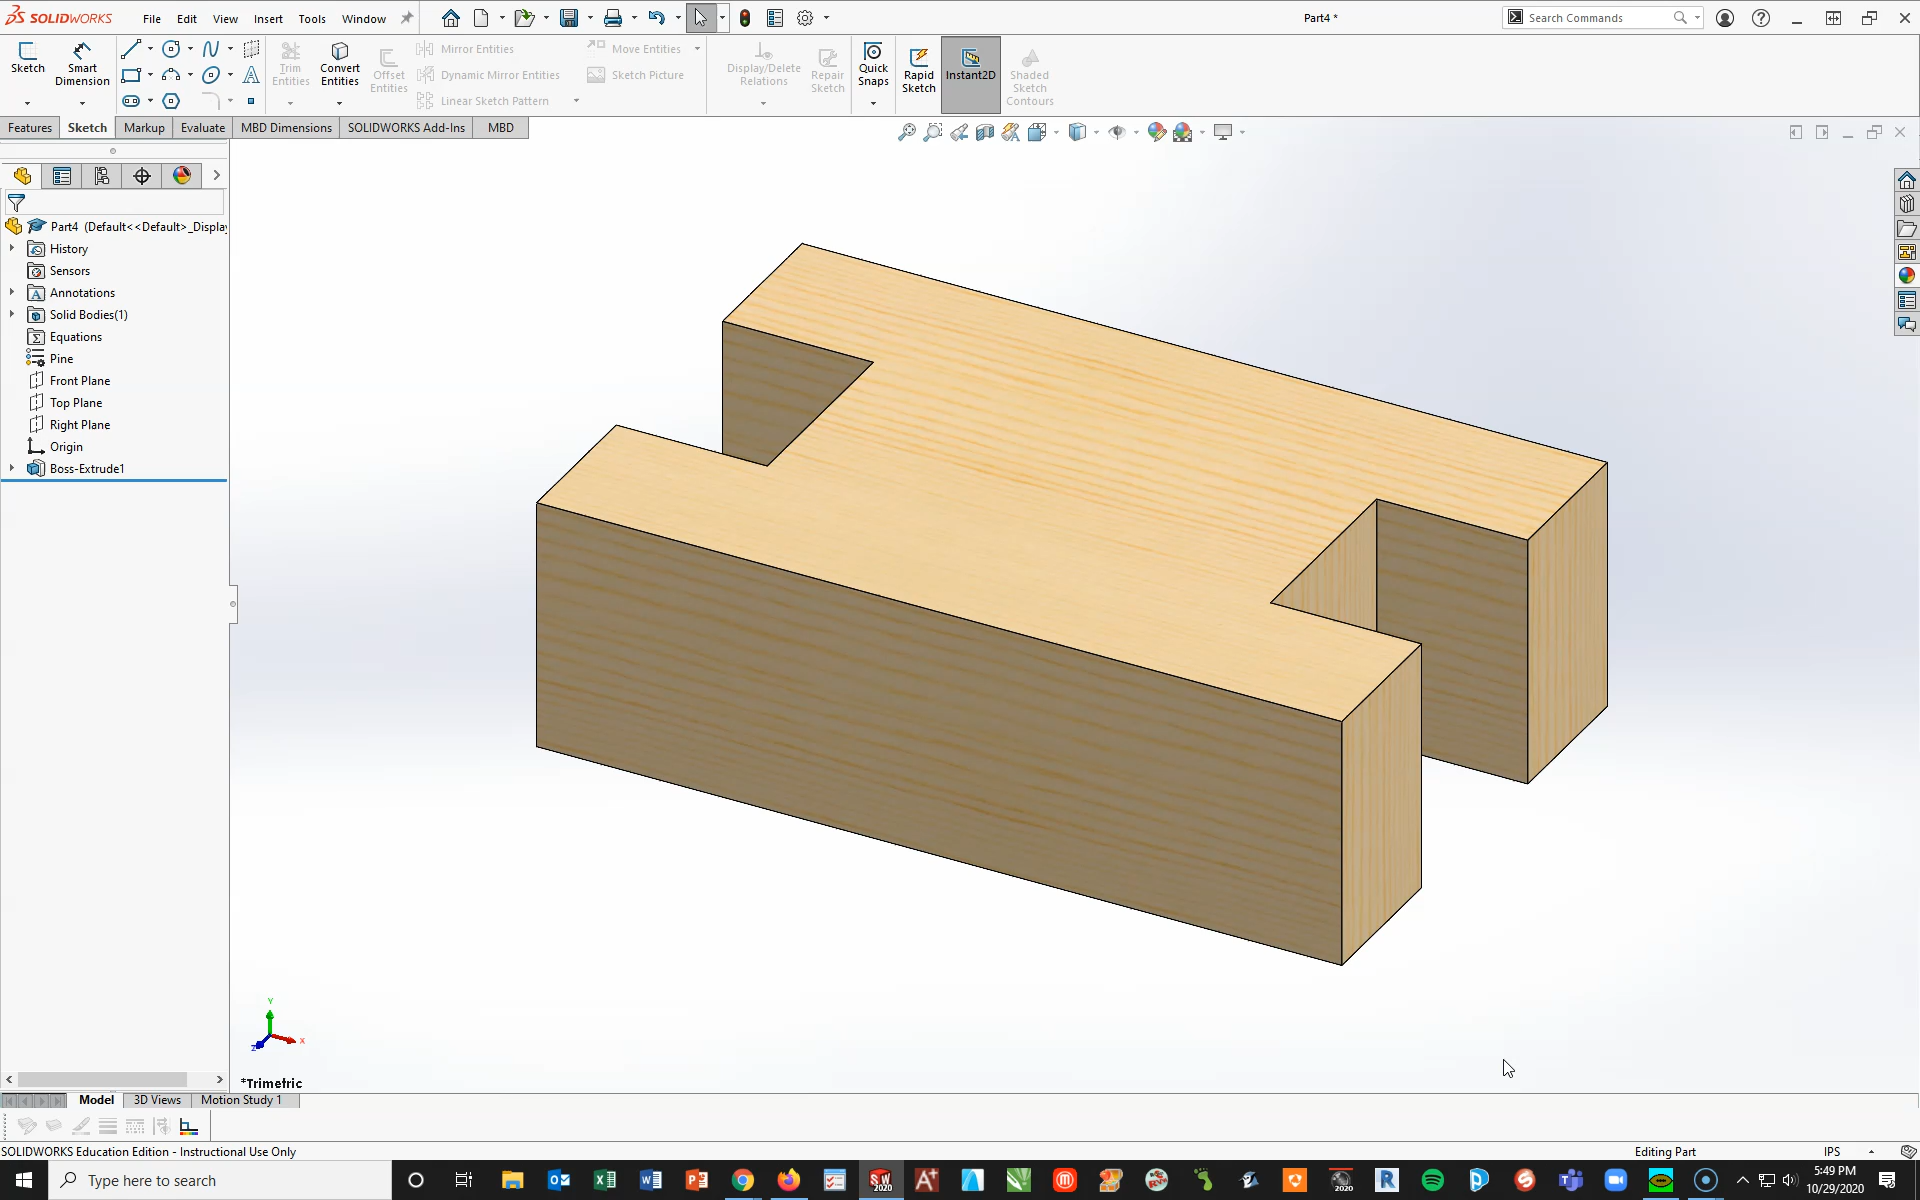 SOLIDWORKS File Edit View Insert Tools Window Part4 * Search Commands
Sketch Smart Dimension Trim Entities Convert Entities Offset Entities Mirror Entities Dynamic Mirror Entities Linear Sketch Pattern Move Entities Sketch Picture Display/Delete Relations Repair Sketch Quick Snaps Rapid Sketch Instant2D Shaded Sketch Contours
Features Sketch Markup Evaluate MBD Dimensions SOLIDWORKS Add-Ins MBD
Part4 (Default<<Default>_Display
History
Sensors
Annotations
Solid Bodies(1)
Equations
Pine
Front Plane
Top Plane
Right Plane
Origin
Boss-Extrude1
Y
X
Z
*Trimetric
Model 3D Views Motion Study 1
SOLIDWORKS Education Edition - Instructional Use Only Editing Part IPS
Type here to search
5:49 PM
10/29/2020